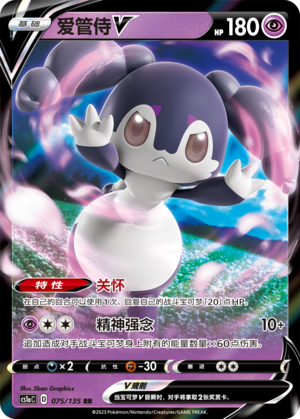 基础 爱管侍V HP 180
特性 关怀
在自己的回合可以使用1次。回复自己的战斗宝可梦「20」点HP。
精神强念 10+
追加造成对手战斗宝可梦身上附有的能量数量×60点伤害。
弱点 ×2 抵抗力 -30 撤退
Illus. 5ban Graphics
V规则
当宝可梦V昏厥时,对手将拿取2张奖赏卡。
cs1aC D 075/135 RR
©2023 Pokémon/Nintendo/Creatures/GAME FREAK.